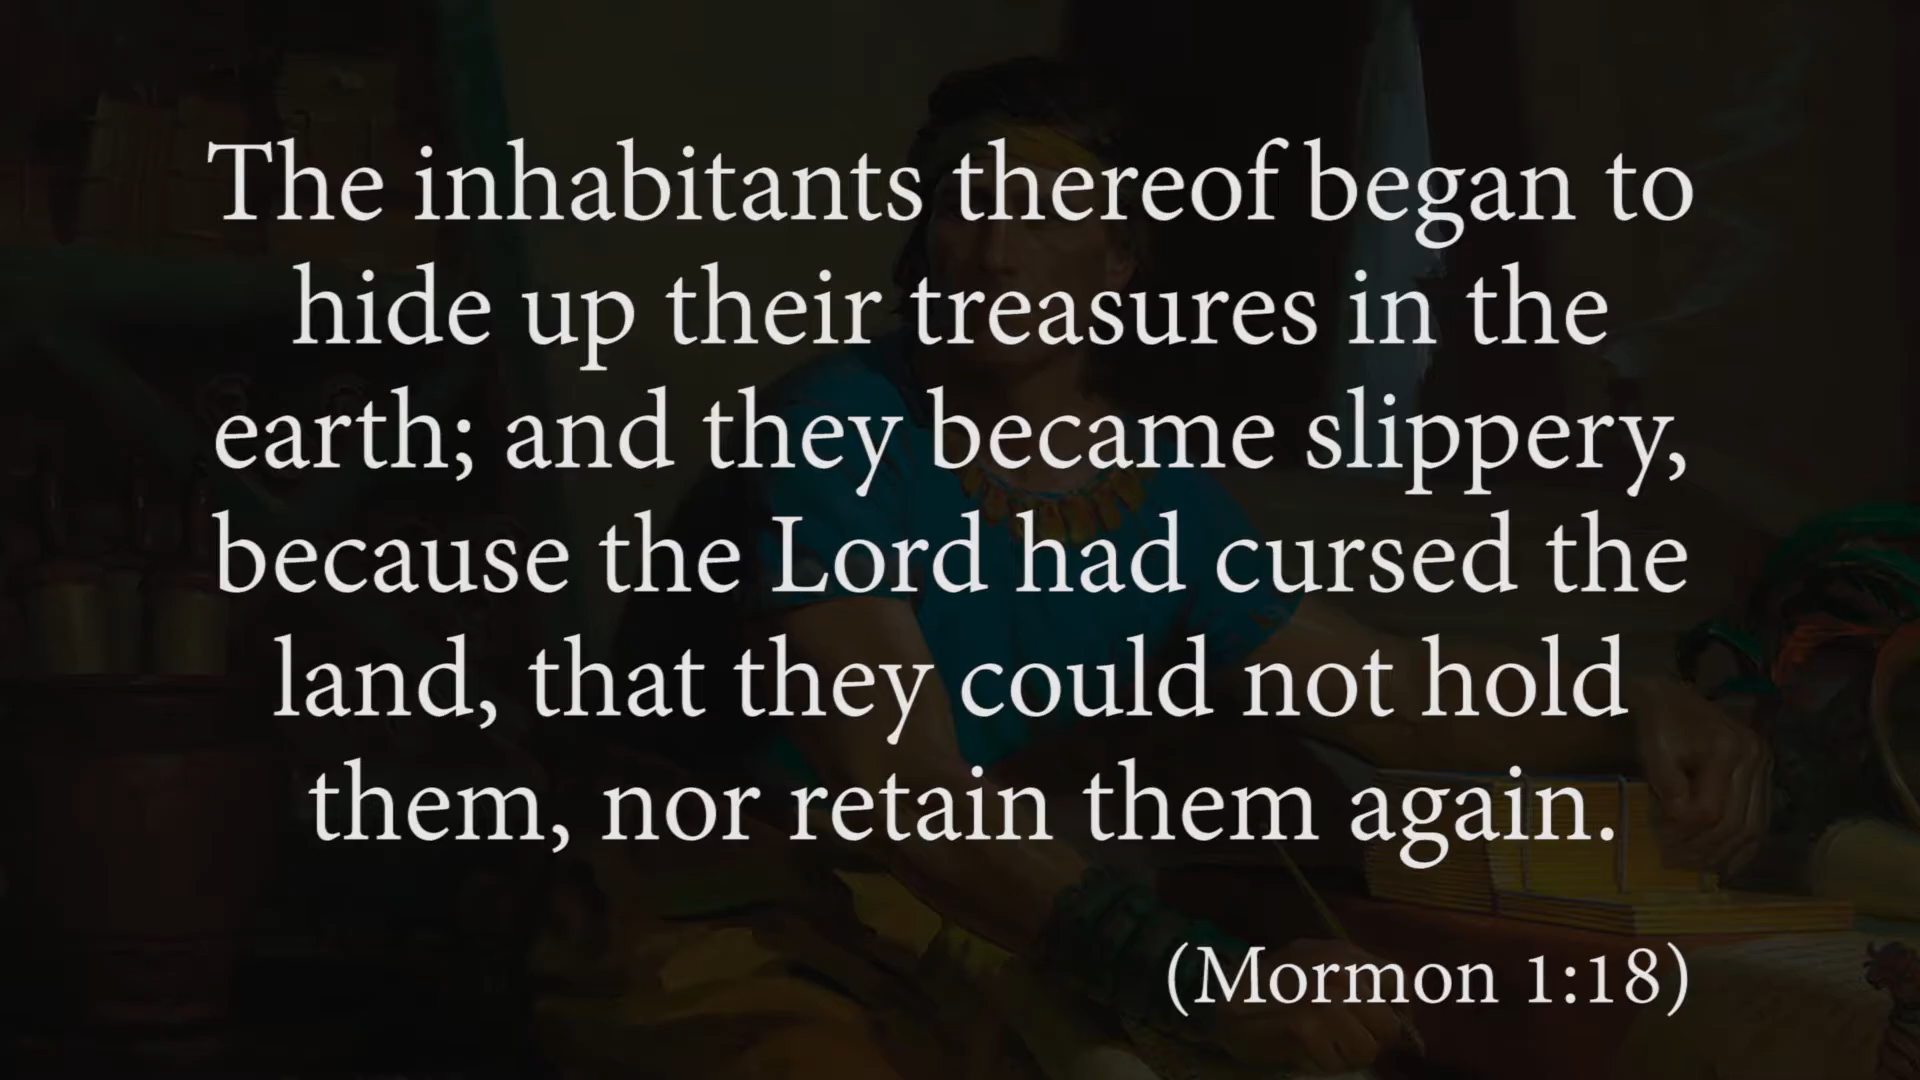 The inhabitants thereof began to
hide up their treasures in the
earth; and they became slippery,
because the Lord had cursed the
land, that they could not hold
them, nor retain them again.
(Mormon 1:18)